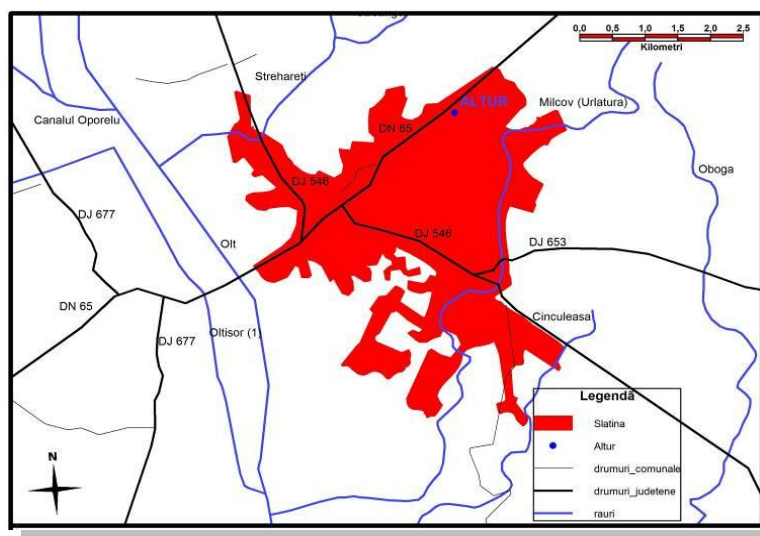 0,0 0,5 1,0 1,5 2,0 2,5
Kilometri
Strehareți
ALTUR
Milcov (Urlatura)
Canalul Oporelu
DN 65
Oboga
DJ 546
DJ 677
Olt
DJ 546
DJ 653
DN 65
Cinculeasa
Oltisor (1)
DJ 677
N
Legendă
Slatina
Altur
drumuri_comunale
drumuri_judetene
rauri